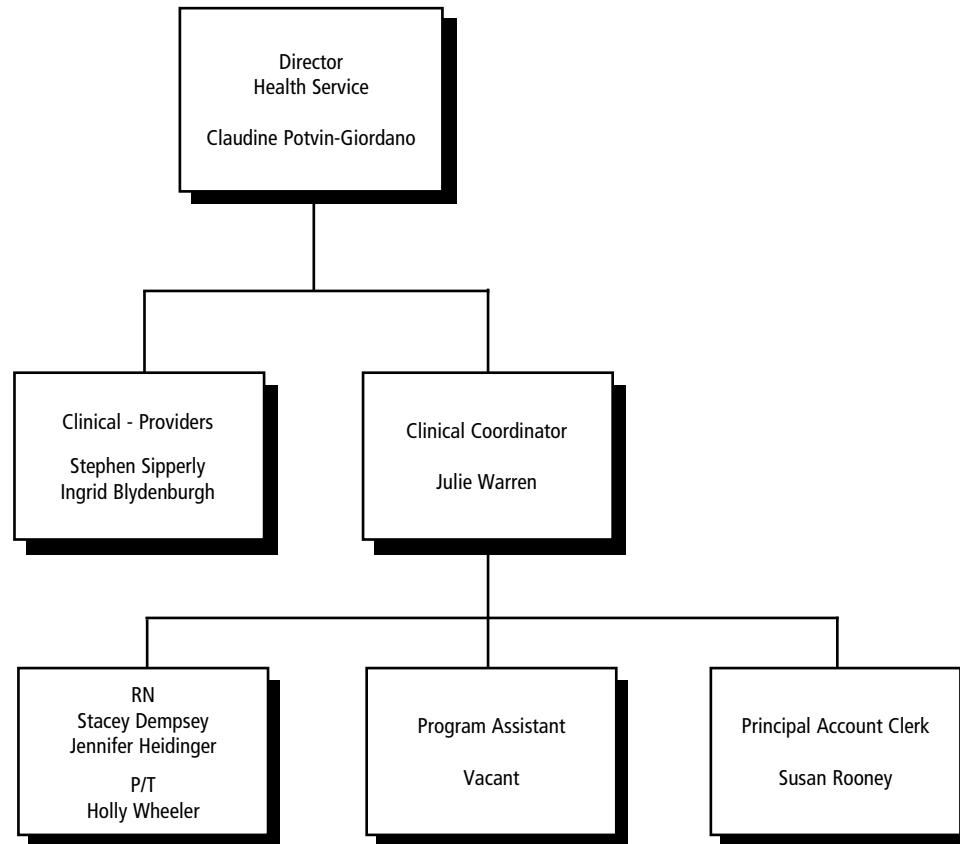 Director
Health Service
Claudine Potvin-Giordano
Clinical - Providers
Stephen Sipperly
Ingrid Blydenburgh
Clinical Coordinator
Julie Warren
RN
Stacey Dempsey
Jennifer Heidinger
P/T
Holly Wheeler
Program Assistant
Vacant
Principal Account Clerk
Susan Rooney